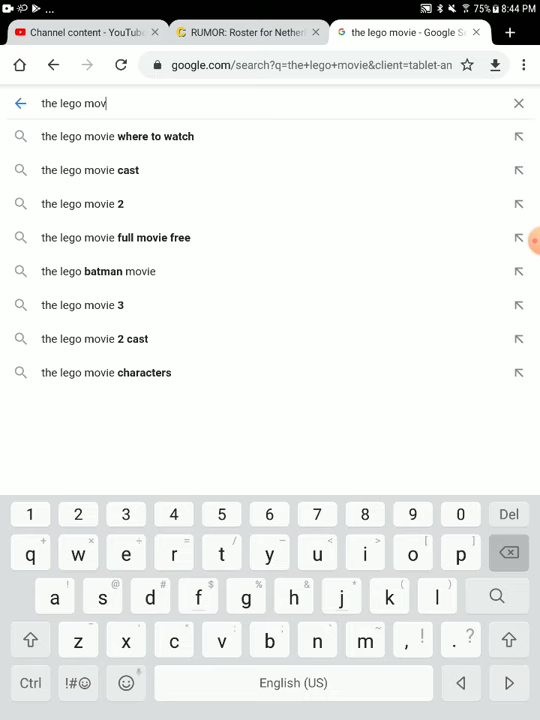 ... 75% 8:44 PM
Channel content - YouTube
RUMOR: Roster for Nether
the lego movie - Google S
google.com/search?q=the+lego+movie&client=tablet-an
the lego mov
the lego movie where to watch
the lego movie cast
the lego movie 2
the lego movie full movie free
the lego batman movie
the lego movie 3
the lego movie 2 cast
the lego movie characters
1 2 3 4 5 6 7 8 9 0 Del
+ × ÷ = / _ < > [ ]
q w e r t y u i o p
! @ # $ % & * ( )
a s d f g h j k l
- ' " : ; ! ?
z x c v b n m , .
Ctrl !#☺ English (US)